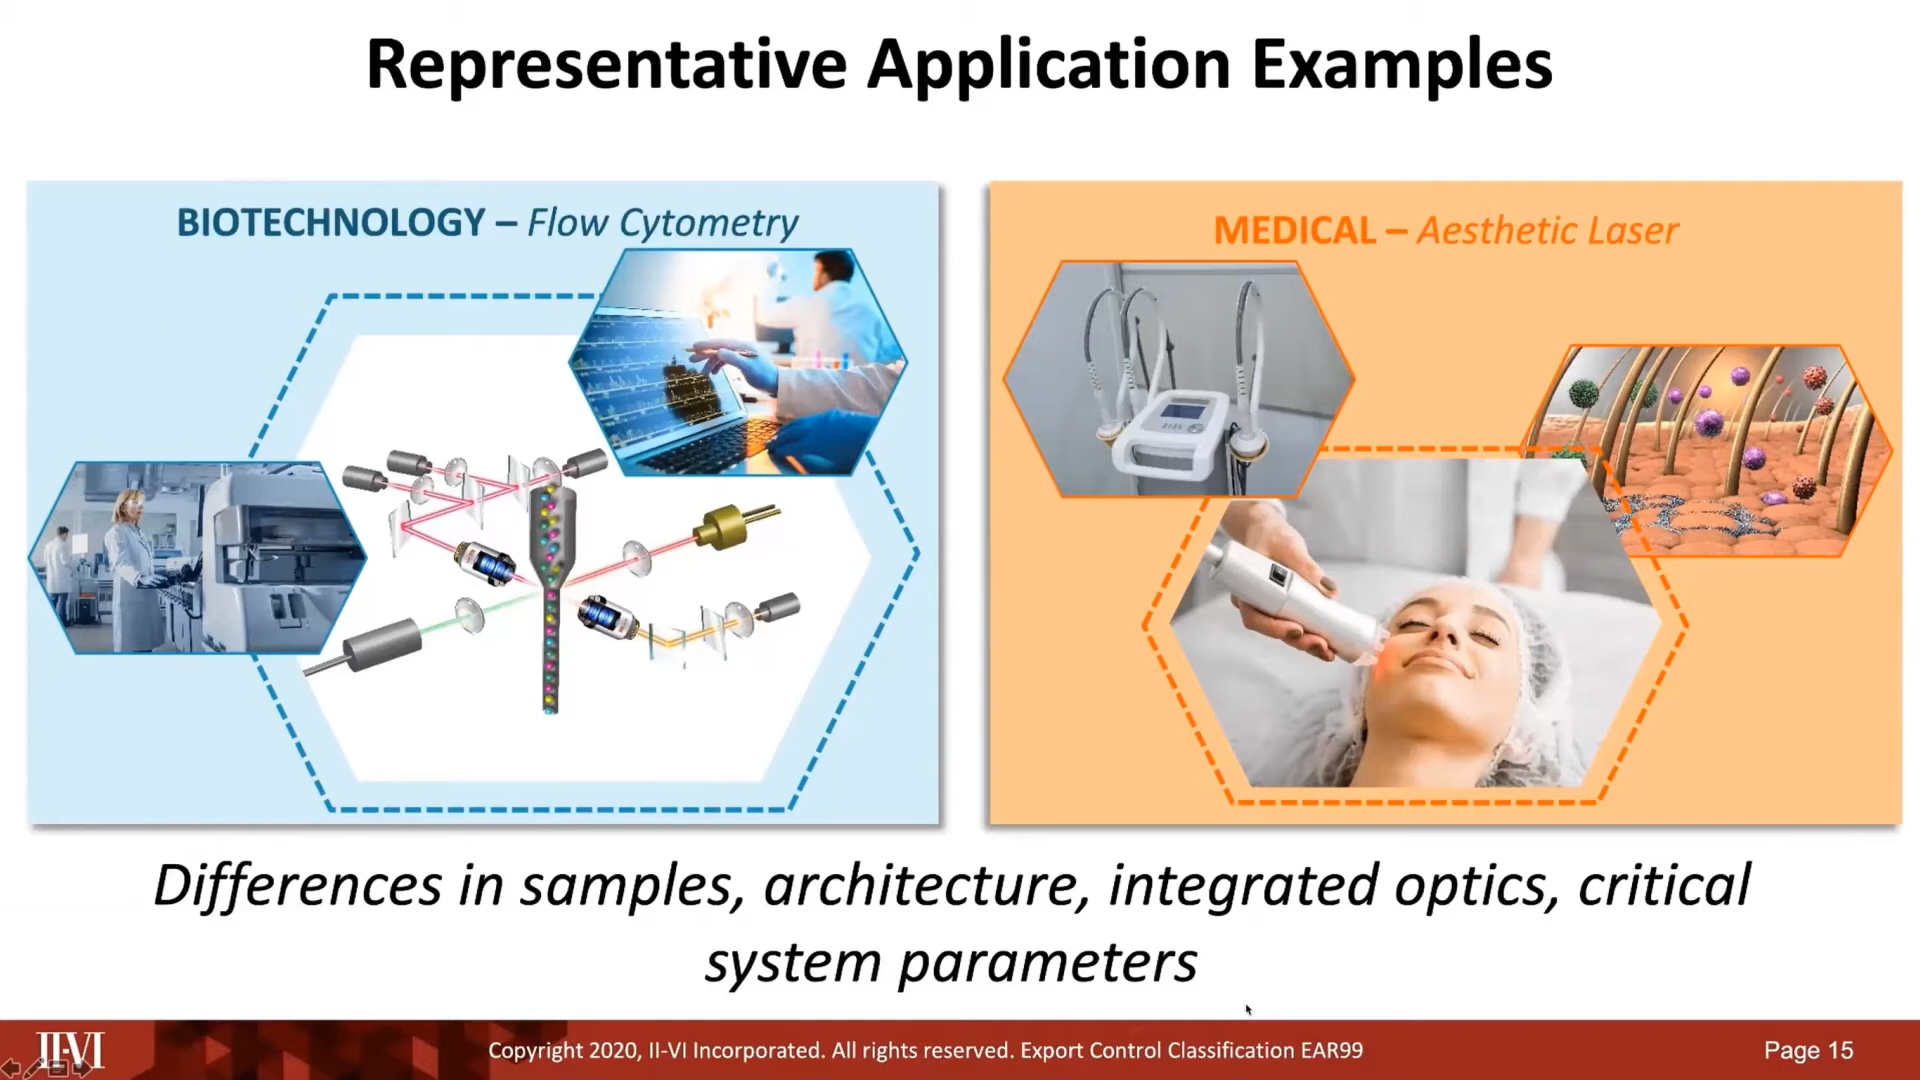 Representative Application Examples
BIOTECHNOLOGY – Flow Cytometry
MEDICAL – Aesthetic Laser
Differences in samples, architecture, integrated optics, critical
system parameters
II-VI
Copyright 2020, II-VI Incorporated. All rights reserved. Export Control Classification EAR99
Page 15